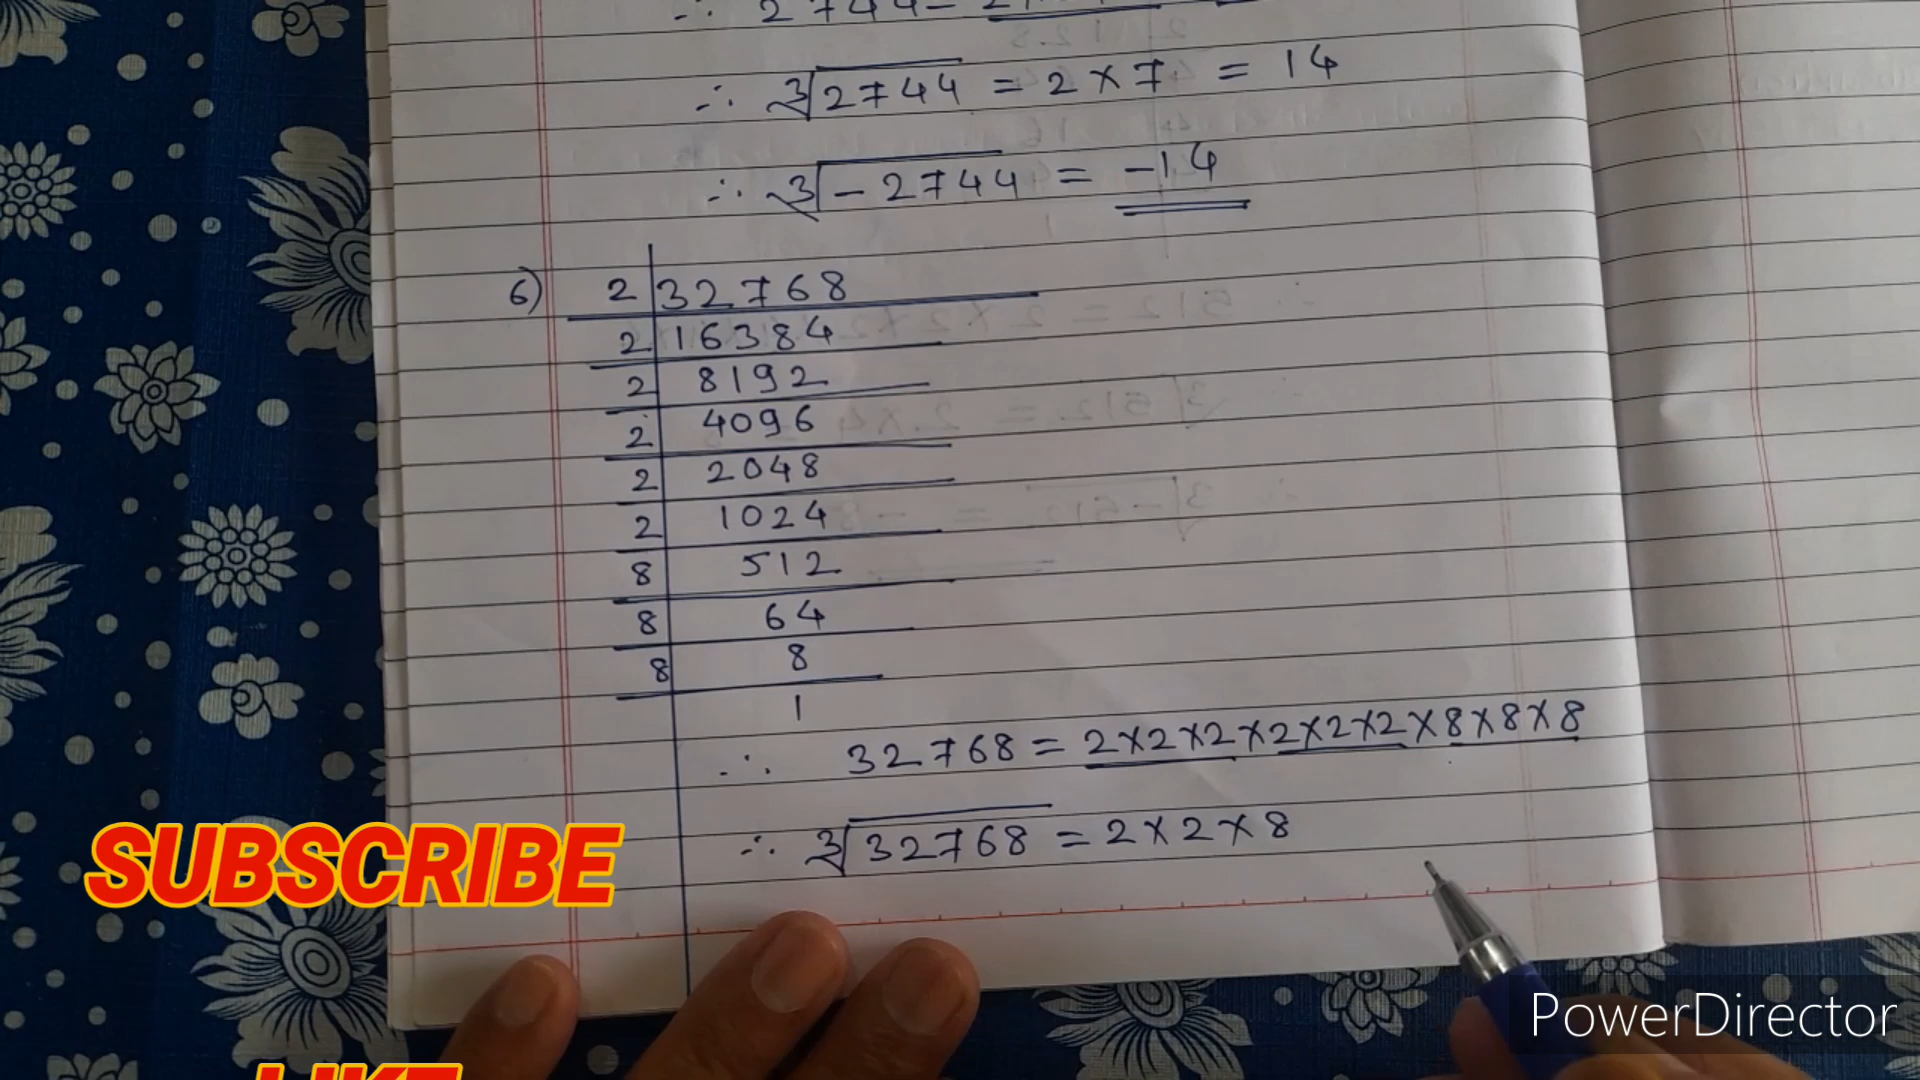 ∴ 2744 =
∴ ∛2744 = 2 × 7 = 14
∴ ∛-2744 = -14
6) 2 | 32768
2 | 16384
2 | 8192
2 | 4096
2 | 2048
2 | 1024
8 | 512
8 | 64
8 | 8
1
∴ 32768 = 2×2×2×2×2×2×8×8×8
∴ ∛32768 = 2×2×8
SUBSCRIBE
LIKE
PowerDirector